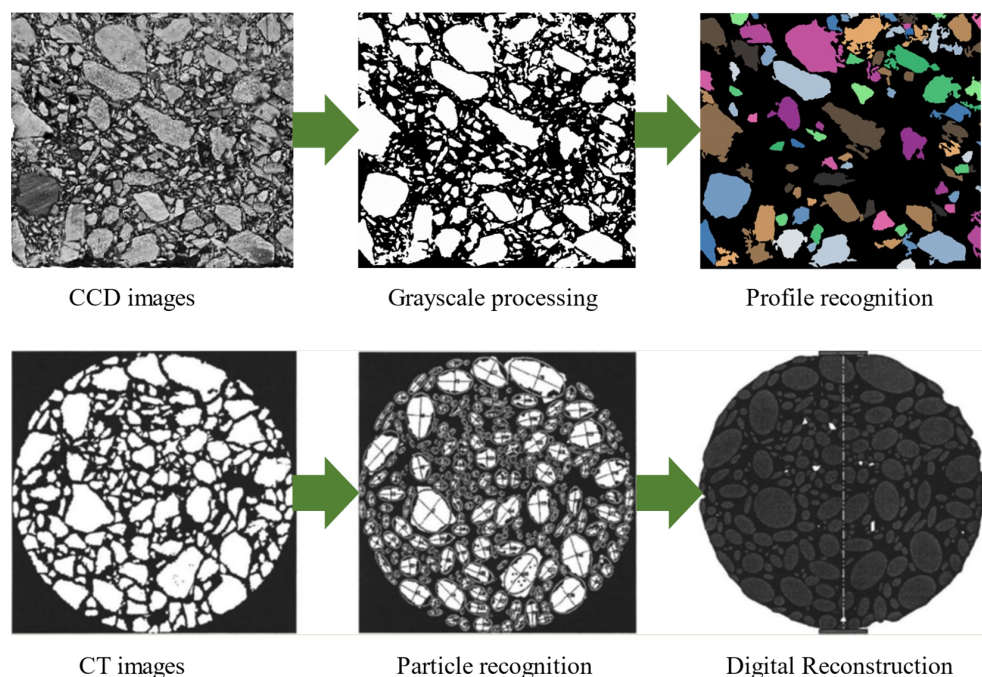 CCD images
Grayscale processing
Profile recognition
CT images
Particle recognition
Digital Reconstruction